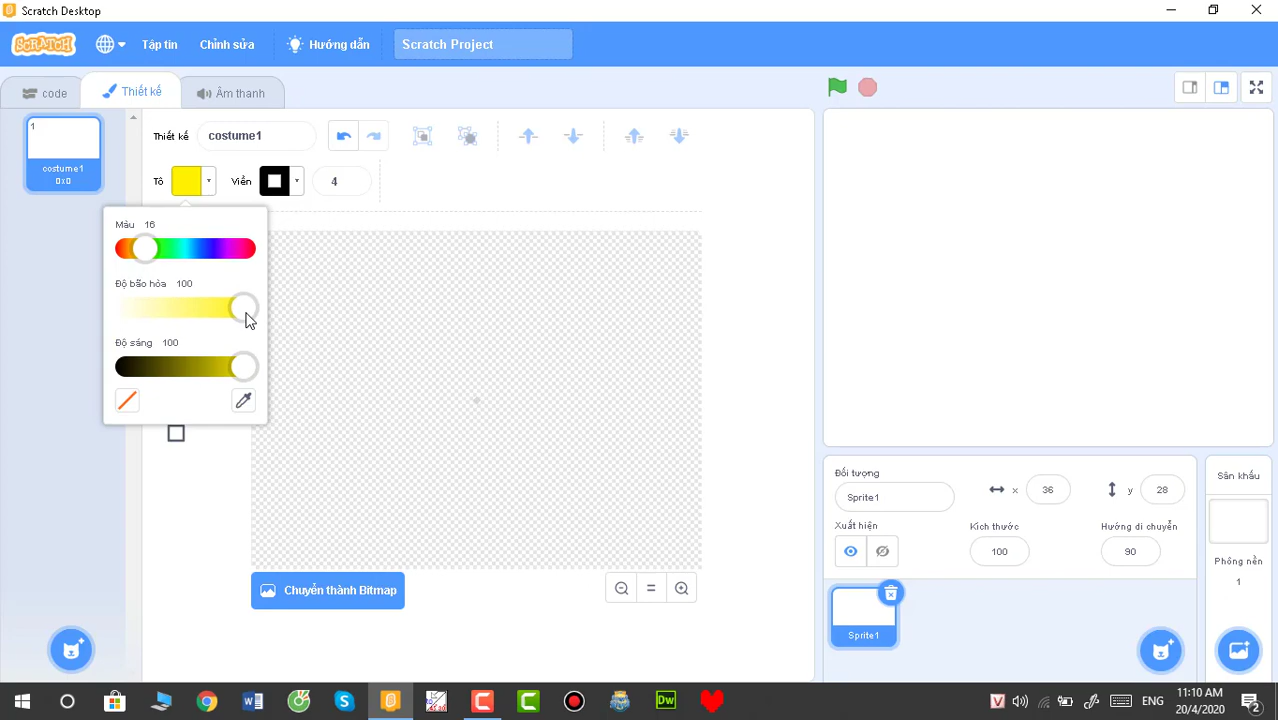 Scratch Desktop
SCRATCH
Tập tin
Chỉnh sửa
Hướng dẫn
Scratch Project
code
Thiết kế
Âm thanh
1
costume1
0x0
Thiết kế
costume1
Tô
Viền
4
Màu 16
Độ bão hòa 100
Độ sáng 100
Chuyển thành Bitmap
Đối tượng
Sprite1
x 36
y 28
Xuất hiện
Kích thước
100
Hướng di chuyển
90
Sprite1
Sân khấu
Phông nền
1
Dw
V
ENG
11:10 AM
20/4/2020
2